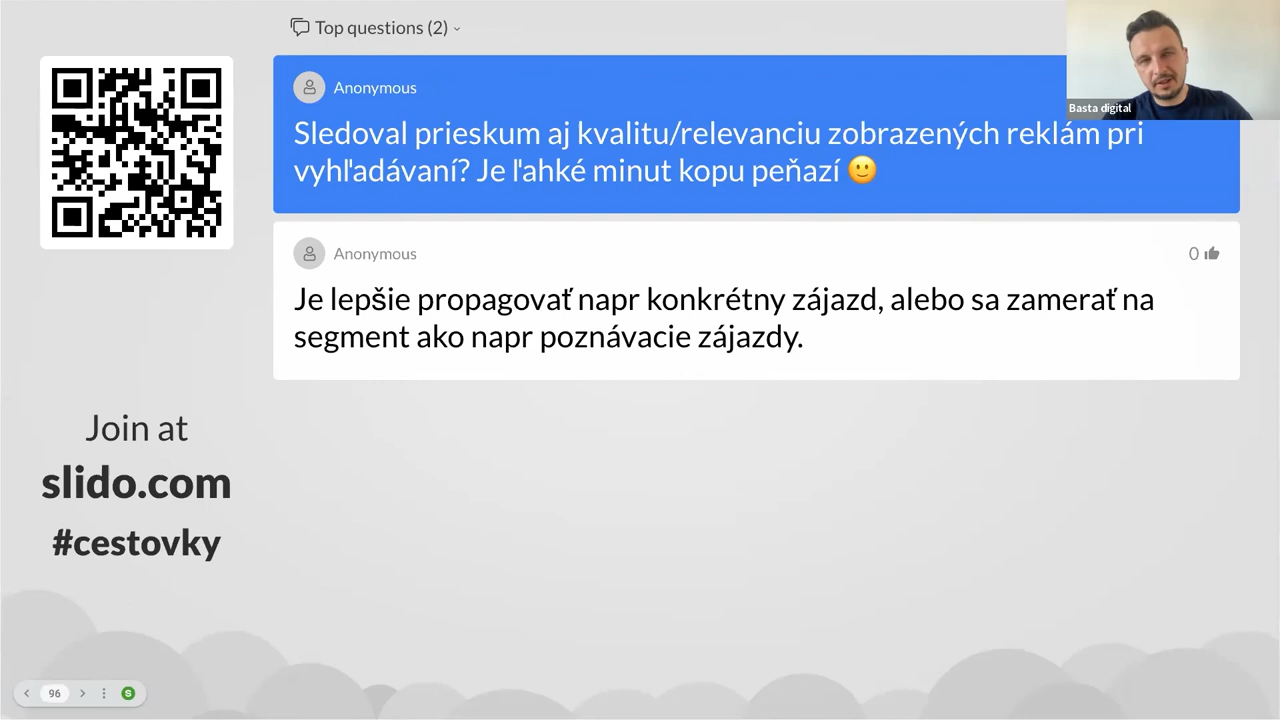 Top questions (2)
Basta digital
Anonymous
Sledoval prieskum aj kvalitu/relevanciu zobrazených reklám pri
vyhľadávaní? Je ľahké minut kopu peňazí 🙂
Anonymous
0
Je lepšie propagovať napr konkrétny zájazd, alebo sa zamerať na
segment ako napr poznávacie zájazdy.
Join at
slido.com
#cestovky
96
S